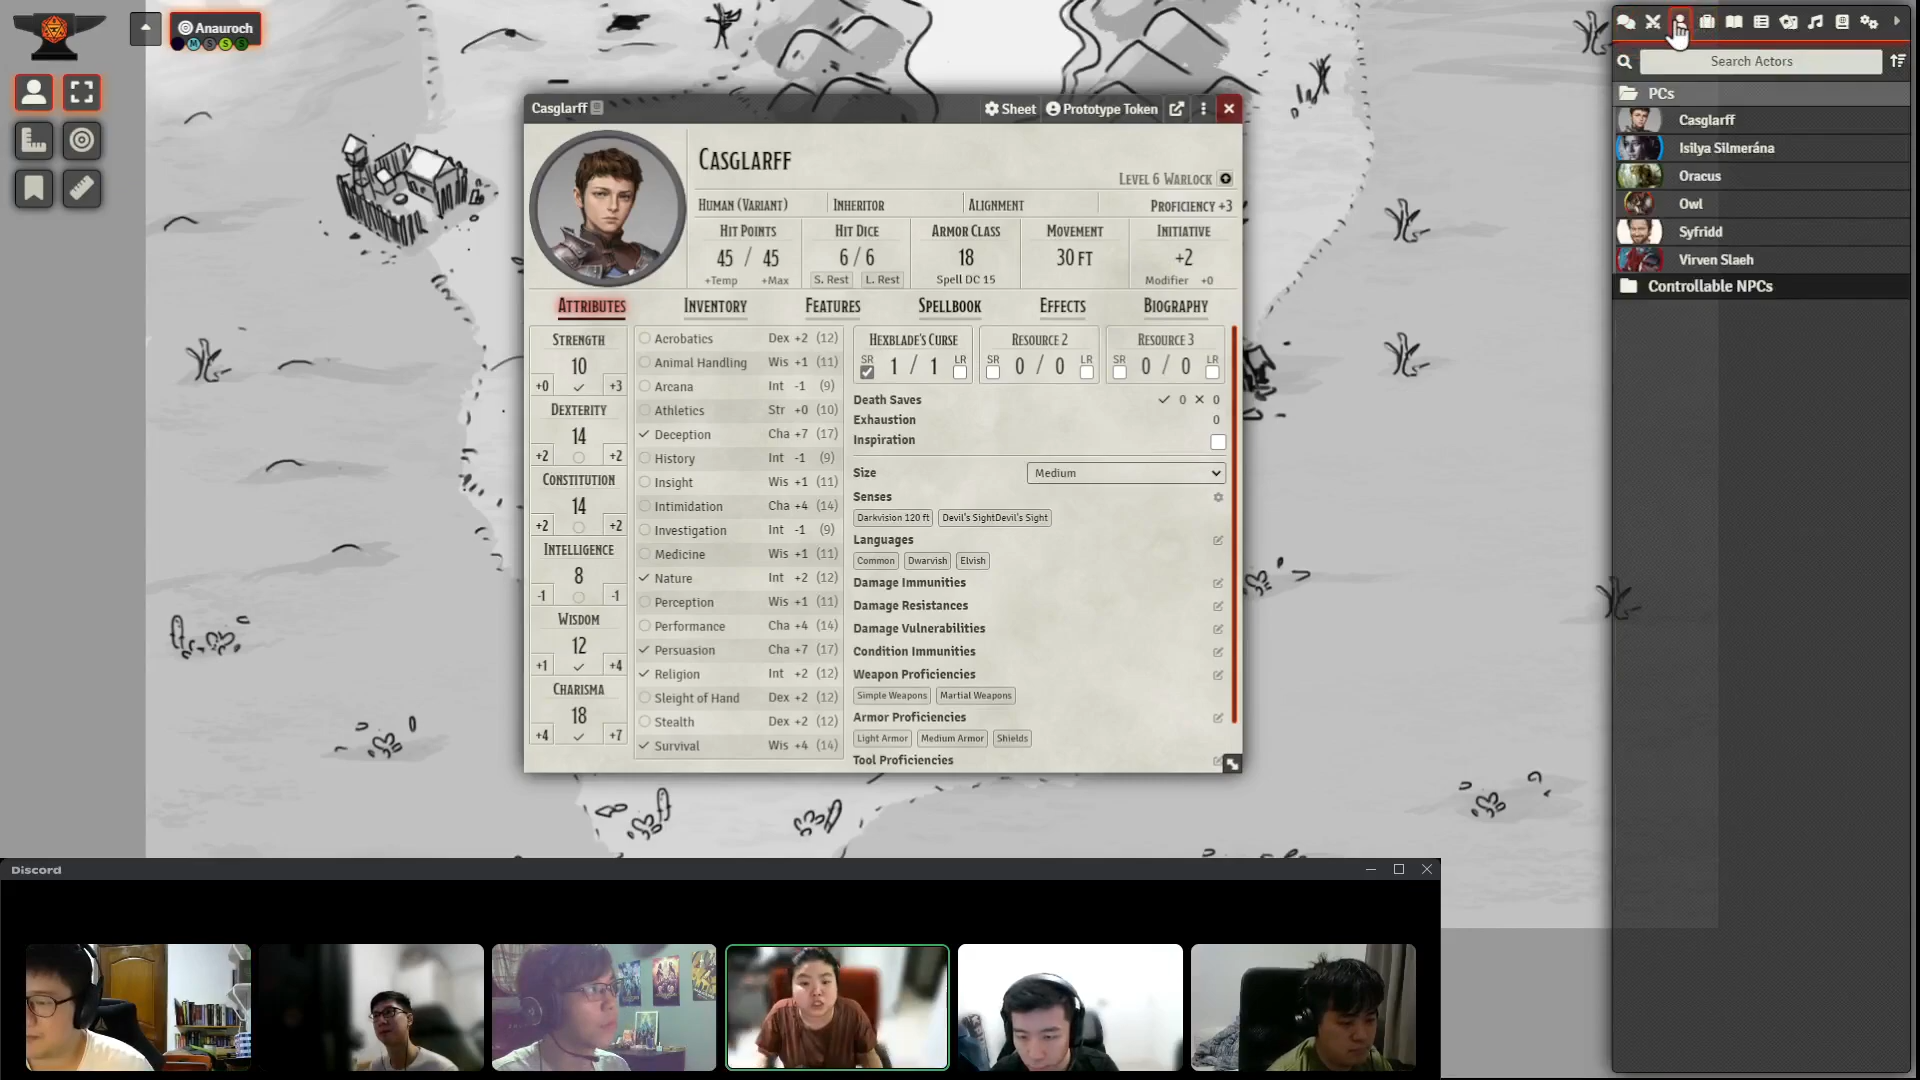 Anauroch
M S S S
Search Actors
PCs
Casglarff
Isilya Silmerána
Oracus
Owl
Syfridd
Virven Slaeh
Controllable NPCs
Casglarff
Sheet
Prototype Token
Casglarff
Level 6 Warlock
Human (Variant)
Inheritor
Alignment
Proficiency +3
Hit Points
45 / 45
+Temp +Max
Hit Dice
6 / 6
S. Rest L. Rest
Armor Class
18
Spell DC 15
Movement
30 ft
Initiative
+2
Modifier +0
Attributes
Inventory
Features
Spellbook
Effects
Biography
Strength
10
+0 +3
Dexterity
14
+2 +2
Constitution
14
+2 +2
Intelligence
8
-1 -1
Wisdom
12
+1 +4
Charisma
18
+4 +7
Acrobatics Dex +2 (12)
Animal Handling Wis +1 (11)
Arcana Int -1 (9)
Athletics Str +0 (10)
Deception Cha +7 (17)
History Int -1 (9)
Insight Wis +1 (11)
Intimidation Cha +4 (14)
Investigation Int -1 (9)
Medicine Wis +1 (11)
Nature Int +2 (12)
Perception Wis +1 (11)
Performance Cha +4 (14)
Persuasion Cha +7 (17)
Religion Int +2 (12)
Sleight of Hand Dex +2 (12)
Stealth Dex +2 (12)
Survival Wis +4 (14)
Hexblade's Curse
SR 1 / 1 LR
Resource 2
SR 0 / 0 LR
Resource 3
SR 0 / 0 LR
Death Saves 0 0
Exhaustion 0
Inspiration
Size Medium
Senses
Darkvision 120 ft Devil's SightDevil's Sight
Languages
Common Dwarvish Elvish
Damage Immunities
Damage Resistances
Damage Vulnerabilities
Condition Immunities
Weapon Proficiencies
Simple Weapons Martial Weapons
Armor Proficiencies
Light Armor Medium Armor Shields
Tool Proficiencies
Discord